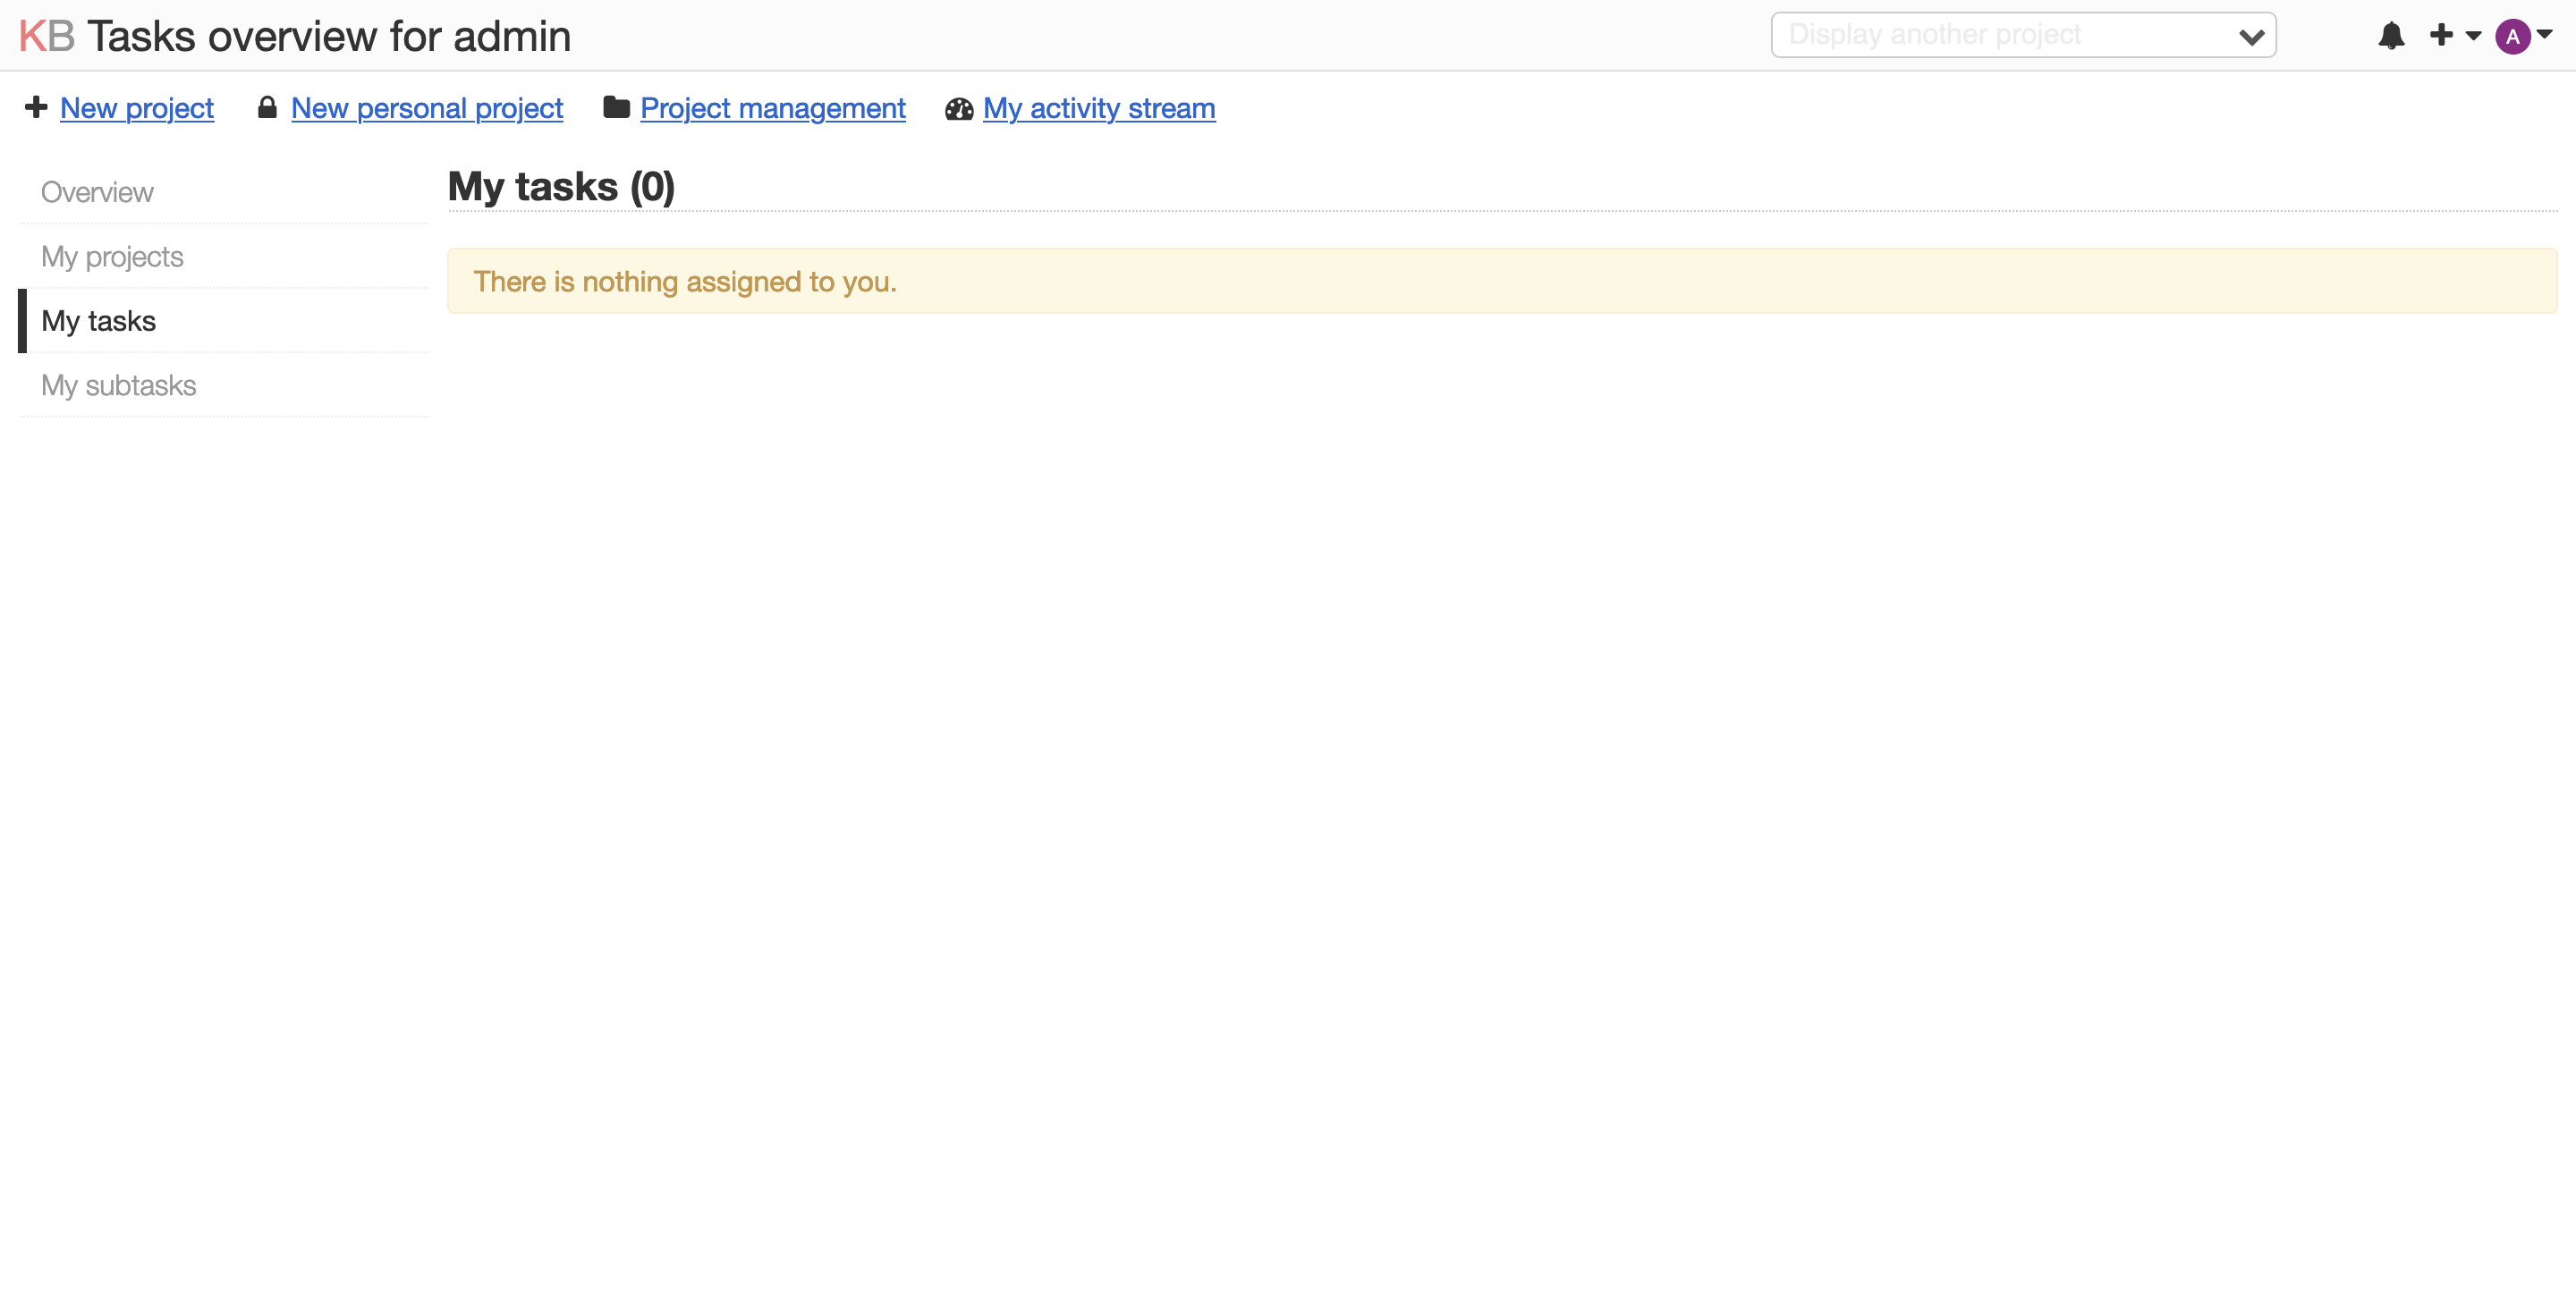 KB Tasks overview for admin
Display another project
A
New project
New personal project
Project management
My activity stream
Overview
My projects
My tasks
My subtasks
My tasks (0)
There is nothing assigned to you.